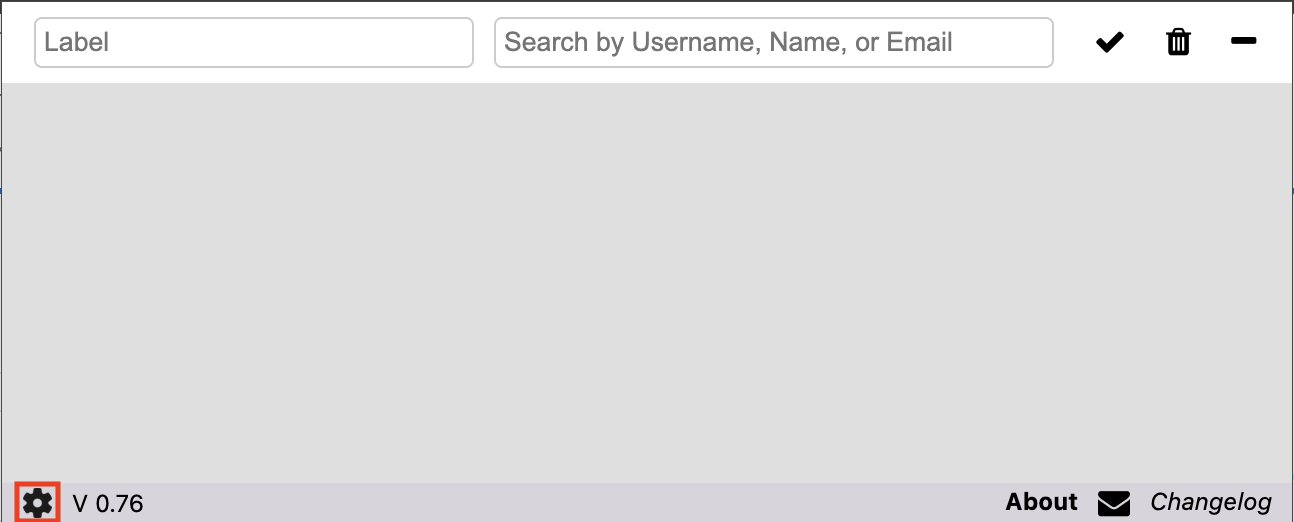 Label Search by Username, Name, or Email
V 0.76 About Changelog